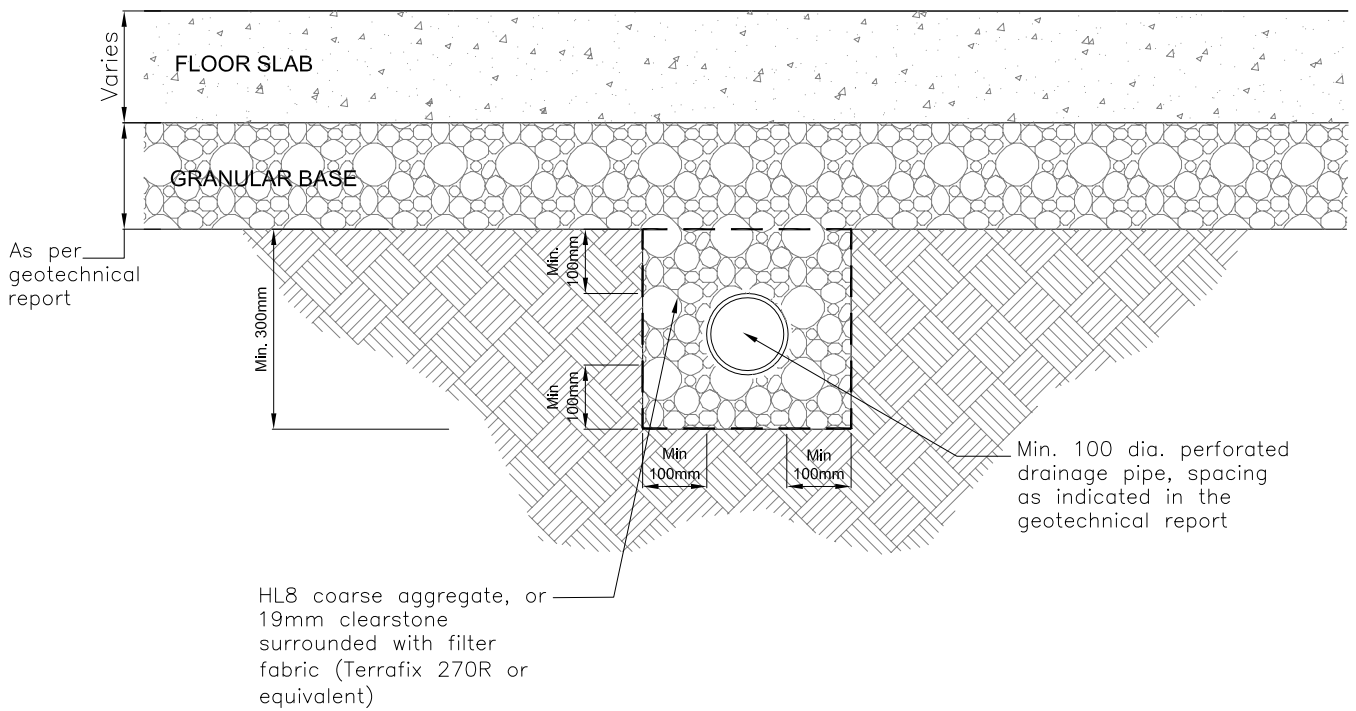 Varies
FLOOR SLAB
GRANULAR BASE
As per
geotechnical
report
Min. 300mm
Min.
100mm
Min
100mm
Min
100mm
Min
100mm
Min. 100 dia. perforated
drainage pipe, spacing
as indicated in the
geotechnical report
HL8 coarse aggregate, or
19mm clearstone
surrounded with filter
fabric (Terrafix 270R or
equivalent)